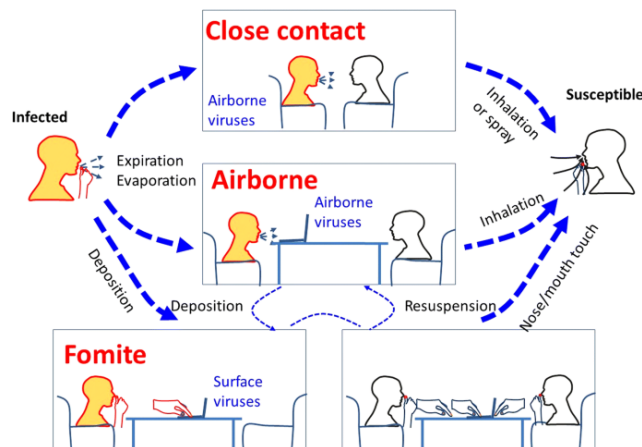 Close contact
Airborne
viruses
Infected
Expiration
Evaporation
Inhalation
or spray
Susceptible
Airborne
Airborne
viruses
Inhalation
Deposition
Deposition
Resuspension
Nose/mouth touch
Fomite
Surface
viruses